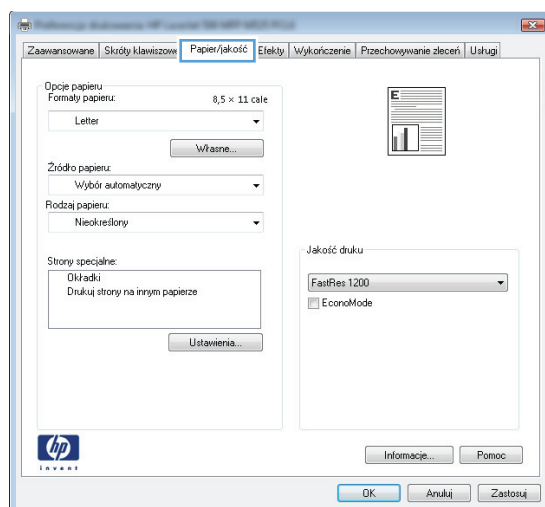 Zaawansowane Skróty klawiszowe Papier/jakość Efekty Wykończenie Przechowywanie zleceń Usługi
Opcje papieru
Formaty papieru: 8,5 × 11 cale
Letter
Własne...
Źródło papieru:
Wybór automatyczny
Rodzaj papieru:
Nieokreślony
Strony specjalne:
Okładki
Drukuj strony na innym papierze
Ustawienia...
E
Jakość druku
FastRes 1200
EconoMode
hp
invent
Informacje... Pomoc
OK Anuluj Zastosuj